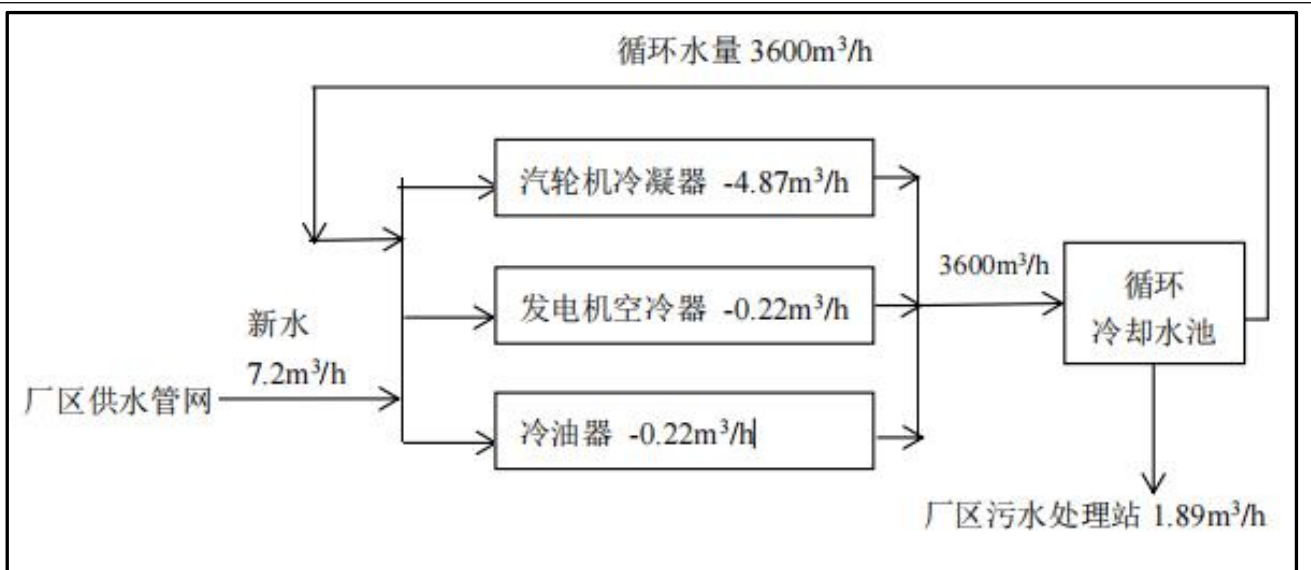 循环水量 3600m³/h
汽轮机冷凝器 -4.87m³/h
发电机空冷器 -0.22m³/h
冷油器 -0.22m³/h
新水
7.2m³/h
厂区供水管网
3600m³/h
循环
冷却水池
厂区污水处理站 1.89m³/h